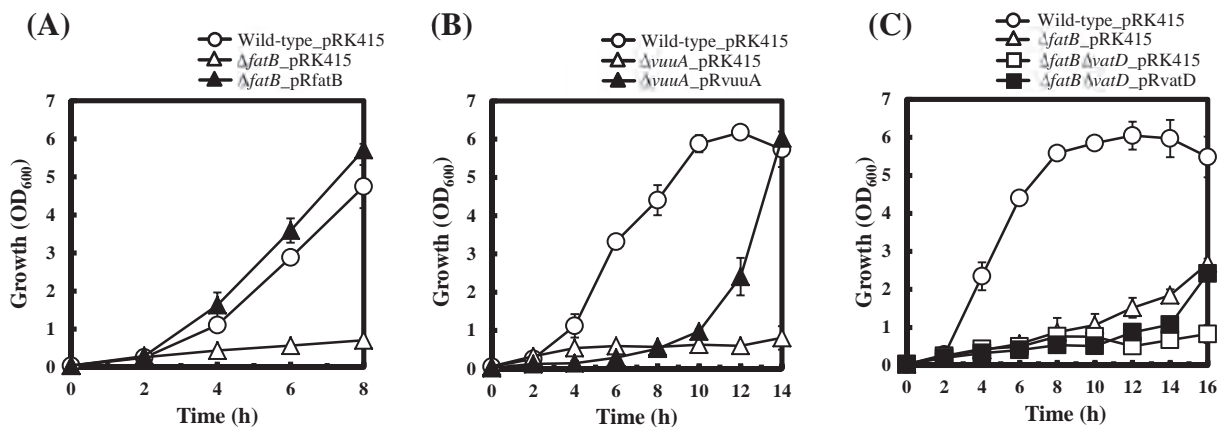 (A)
Wild-type_pRK415
ΔfatB_pRK415
ΔfatB_pRfatB
Growth (OD600)
7
6
5
4
3
2
1
0
0 2 4 6 8
Time (h)
(B)
Wild-type_pRK415
ΔvuuA_pRK415
ΔvuuA_pRvuuA
Growth (OD600)
7
6
5
4
3
2
1
0
0 2 4 6 8 10 12 14
Time (h)
(C)
Wild-type_pRK415
ΔfatB_pRK415
ΔfatBΔvatD_pRK415
ΔfatBΔvatD_pRvatD
Growth (OD600)
7
6
5
4
3
2
1
0
0 2 4 6 8 10 12 14 16
Time (h)